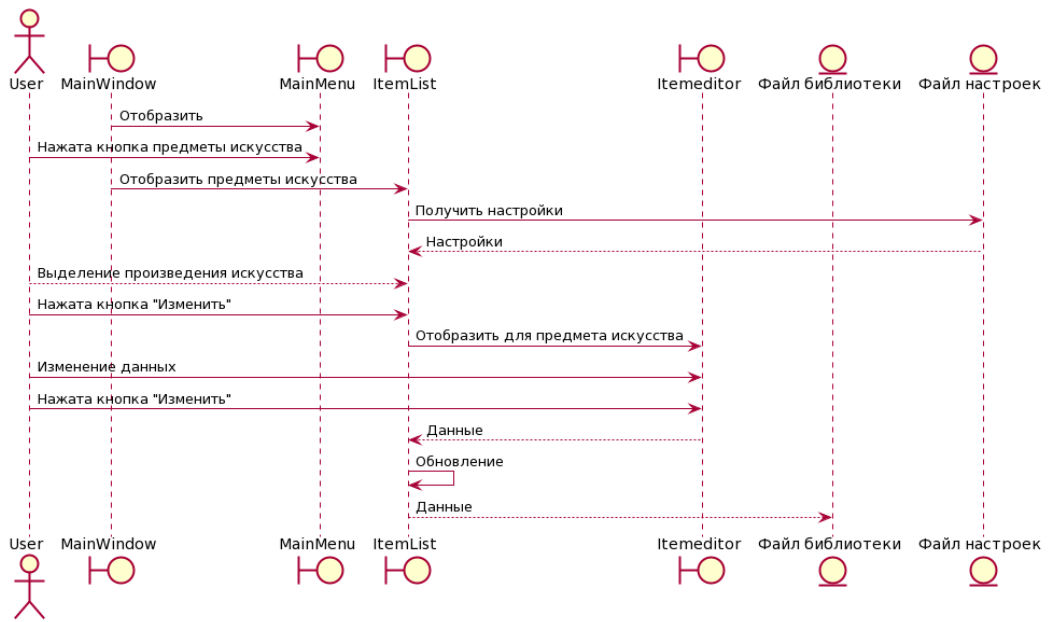 User MainWindow MainMenu ItemList Itemeditor Файл библиотеки Файл настроек
Отобразить
Нажата кнопка предметы искусства
Отобразить предметы искусства
Получить настройки
Настройки
Выделение произведения искусства
Нажата кнопка "Изменить"
Отобразить для предмета искусства
Изменение данных
Нажата кнопка "Изменить"
Данные
Обновление
Данные
User MainWindow MainMenu ItemList Itemeditor Файл библиотеки Файл настроек